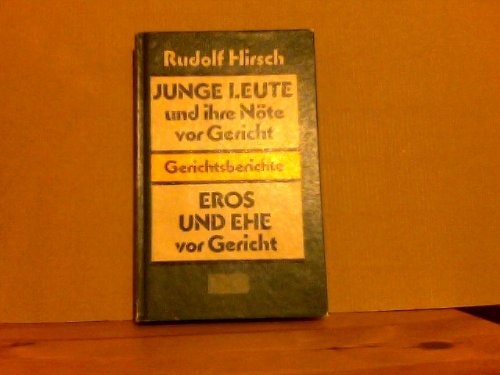 Rudolf Hirsch
JUNGE LEUTE
und ihre Nöte
vor Gericht
Gerichtsberichte
EROS
UND EHE
vor Gericht